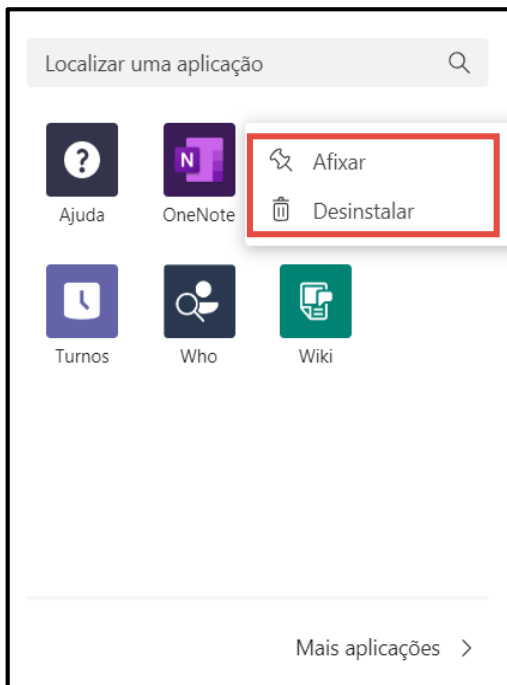 Localizar uma aplicação
?
N
Afixar
Desinstalar
Ajuda
OneNote
Turnos
Who
Wiki
Mais aplicações >